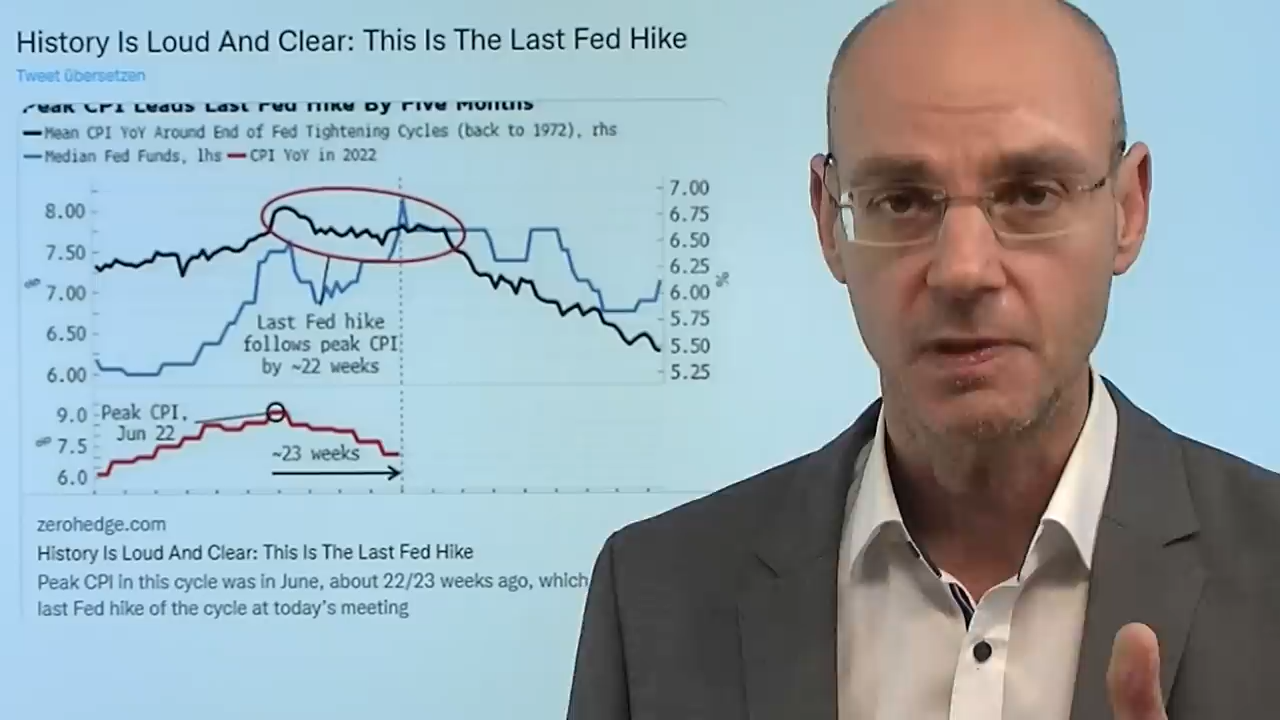 History Is Loud And Clear: This Is The Last Fed Hike
Tweet übersetzen
Peak CPI Leads Last Fed Hike By Five Months
Mean CPI YoY Around End of Fed Tightening Cycles (back to 1972), rhs
Median Fed Funds, lhs CPI YoY in 2022
8.00
7.50
7.00
6.50
6.00
%
7.00
6.75
6.50
6.25
6.00
5.75
5.50
5.25
%
Last Fed hike
follows peak CPI
by ~22 weeks
9.0
7.5
6.0
%
Peak CPI,
Jun 22
~23 weeks
zerohedge.com
History Is Loud And Clear: This Is The Last Fed Hike
Peak CPI in this cycle was in June, about 22/23 weeks ago, which
last Fed hike of the cycle at today's meeting